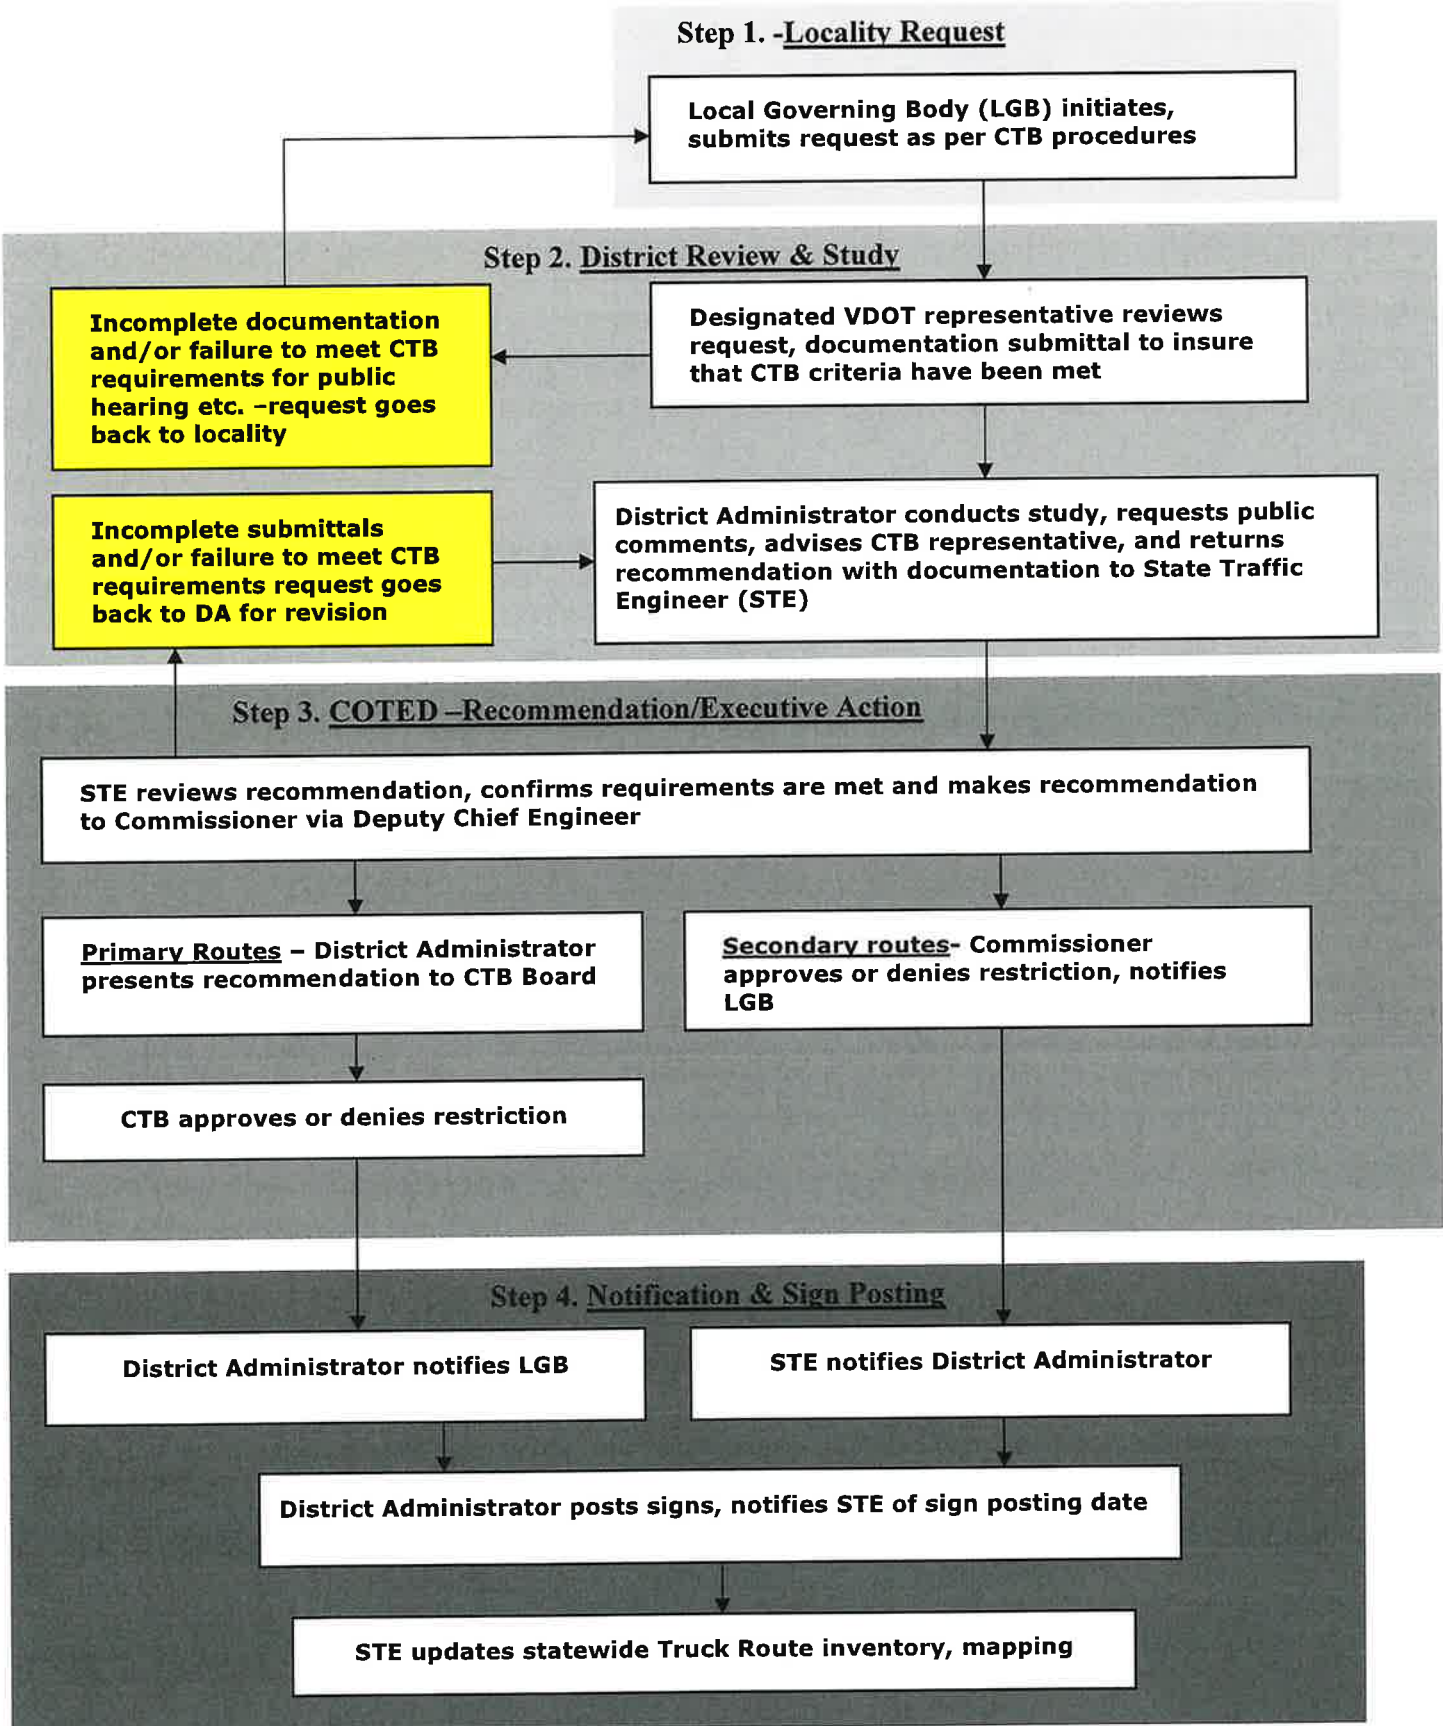 Step 1. -Locality Request
Local Governing Body (LGB) initiates,
submits request as per CTB procedures
Step 2. District Review & Study
Incomplete documentation
and/or failure to meet CTB
requirements for public
hearing etc. –request goes
back to locality
Designated VDOT representative reviews
request, documentation submittal to insure
that CTB criteria have been met
Incomplete submittals
and/or failure to meet CTB
requirements request goes
back to DA for revision
District Administrator conducts study, requests public
comments, advises CTB representative, and returns
recommendation with documentation to State Traffic
Engineer (STE)
Step 3. COTED –Recommendation/Executive Action
STE reviews recommendation, confirms requirements are met and makes recommendation
to Commissioner via Deputy Chief Engineer
Primary Routes – District Administrator
presents recommendation to CTB Board
Secondary routes- Commissioner
approves or denies restriction, notifies
LGB
CTB approves or denies restriction
Step 4. Notification & Sign Posting
District Administrator notifies LGB
STE notifies District Administrator
District Administrator posts signs, notifies STE of sign posting date
STE updates statewide Truck Route inventory, mapping